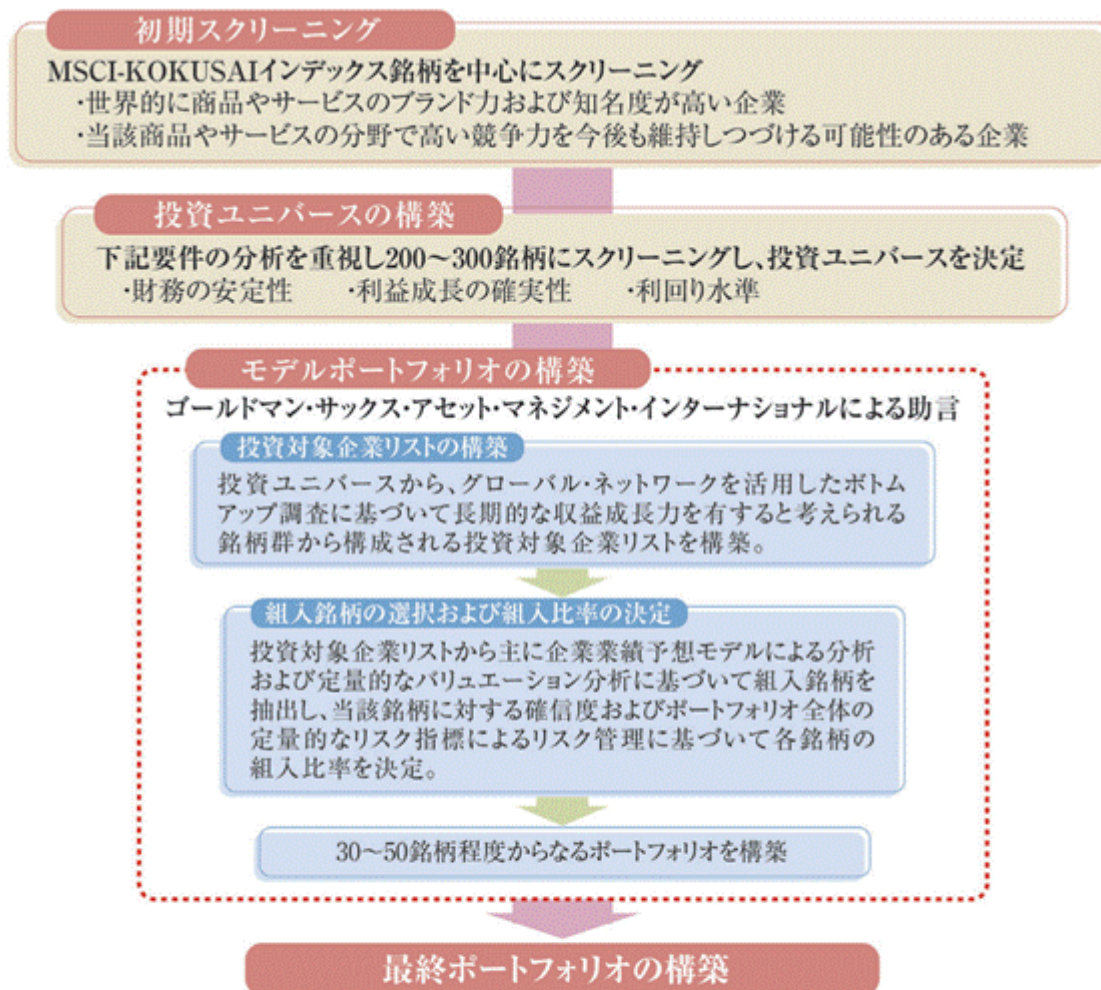 初期スクリーニング
MSCI-KOKUSAIインデックス銘柄を中心にスクリーニング
・世界的に商品やサービスのブランド力および知名度が高い企業
・当該商品やサービスの分野で高い競争力を今後も維持しつづける可能性のある企業
投資ユニバースの構築
下記要件の分析を重視し200〜300銘柄にスクリーニングし、投資ユニバースを決定
・財務の安定性 ・利益成長の確実性 ・利回り水準
モデルポートフォリオの構築
ゴールドマン・サックス・アセット・マネジメント・インターナショナルによる助言
投資対象企業リストの構築
投資ユニバースから、グローバル・ネットワークを活用したボトム
アップ調査に基づいて長期的な収益成長力を有すると考えられる
銘柄群から構成される投資対象企業リストを構築。
組入銘柄の選択および組入比率の決定
投資対象企業リストから主に企業業績予想モデルによる分析
および定量的なバリュエーション分析に基づいて組入銘柄を
抽出し、当該銘柄に対する確信度およびポートフォリオ全体の
定量的なリスク指標によるリスク管理に基づいて各銘柄の
組入比率を決定。
30〜50銘柄程度からなるポートフォリオを構築
最終ポートフォリオの構築